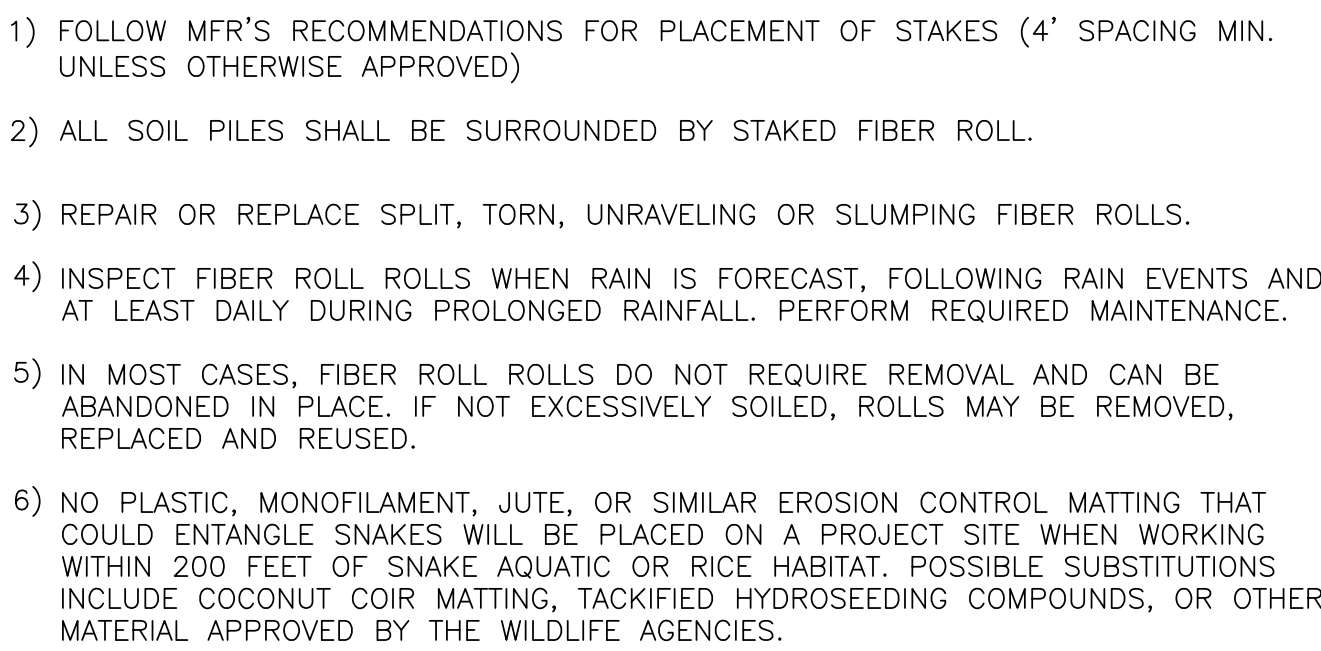 1) FOLLOW MFR'S RECOMMENDATIONS FOR PLACEMENT OF STAKES (4' SPACING MIN.
UNLESS OTHERWISE APPROVED)
2) ALL SOIL PILES SHALL BE SURROUNDED BY STAKED FIBER ROLL.
3) REPAIR OR REPLACE SPLIT, TORN, UNRAVELING OR SLUMPING FIBER ROLLS.
4) INSPECT FIBER ROLL ROLLS WHEN RAIN IS FORECAST, FOLLOWING RAIN EVENTS AND
AT LEAST DAILY DURING PROLONGED RAINFALL. PERFORM REQUIRED MAINTENANCE.
5) IN MOST CASES, FIBER ROLL ROLLS DO NOT REQUIRE REMOVAL AND CAN BE
ABANDONED IN PLACE. IF NOT EXCESSIVELY SOILED, ROLLS MAY BE REMOVED,
REPLACED AND REUSED.
6) NO PLASTIC, MONOFILAMENT, JUTE, OR SIMILAR EROSION CONTROL MATTING THAT
COULD ENTANGLE SNAKES WILL BE PLACED ON A PROJECT SITE WHEN WORKING
WITHIN 200 FEET OF SNAKE AQUATIC OR RICE HABITAT. POSSIBLE SUBSTITUTIONS
INCLUDE COCONUT COIR MATTING, TACKIFIED HYDROSEEDING COMPOUNDS, OR OTHER
MATERIAL APPROVED BY THE WILDLIFE AGENCIES.